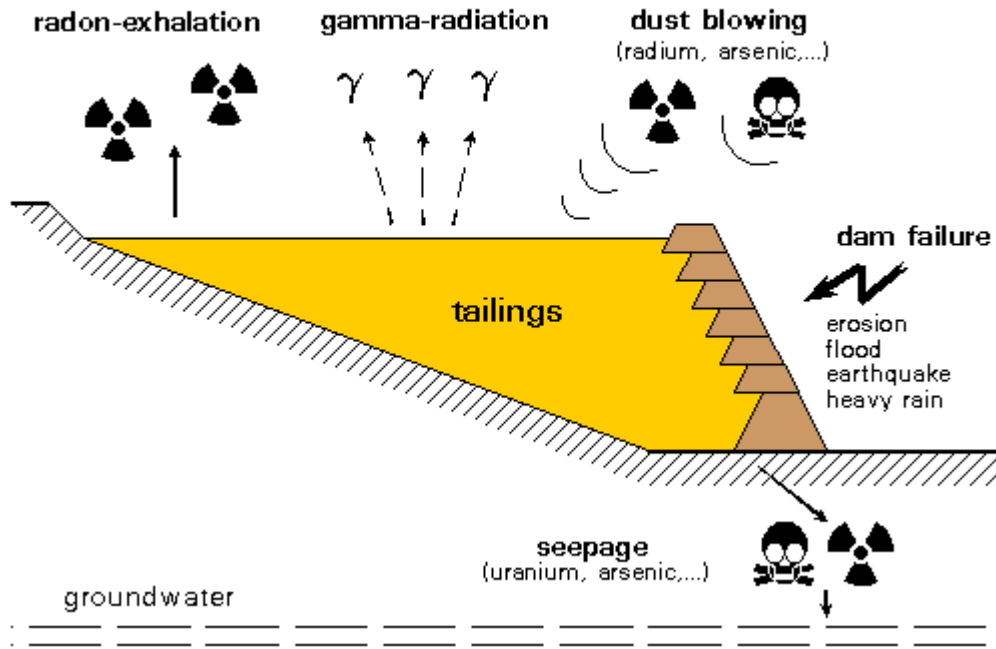 radon-exhalation
gamma-radiation
dust blowing
(radium, arsenic,...)
γ γ γ
dam failure
tailings
erosion
flood
earthquake
heavy rain
seepage
(uranium, arsenic,...)
groundwater